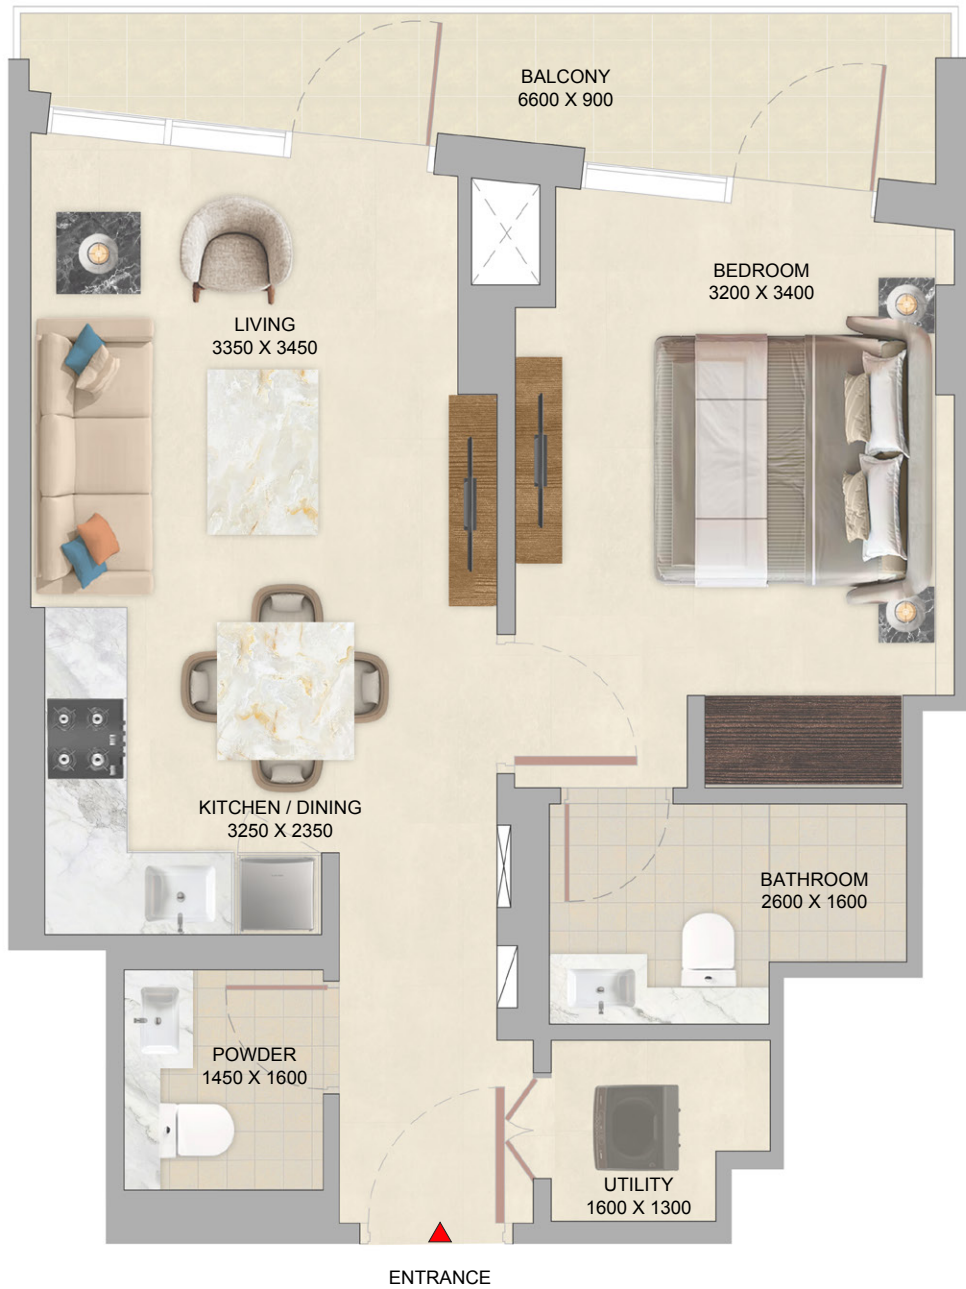 BALCONY
6600 X 900
BEDROOM
3200 X 3400
LIVING
3350 X 3450
KITCHEN / DINING
3250 X 2350
BATHROOM
2600 X 1600
POWDER
1450 X 1600
UTILITY
1600 X 1300
ENTRANCE